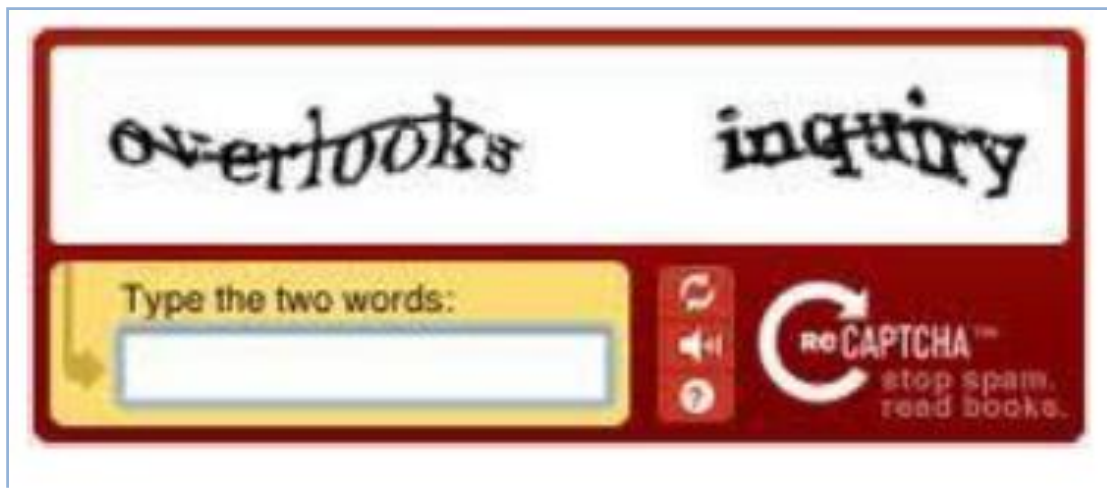 overlooks inquiry
Type the two words:
?
reCAPTCHA™
stop spam.
read books.